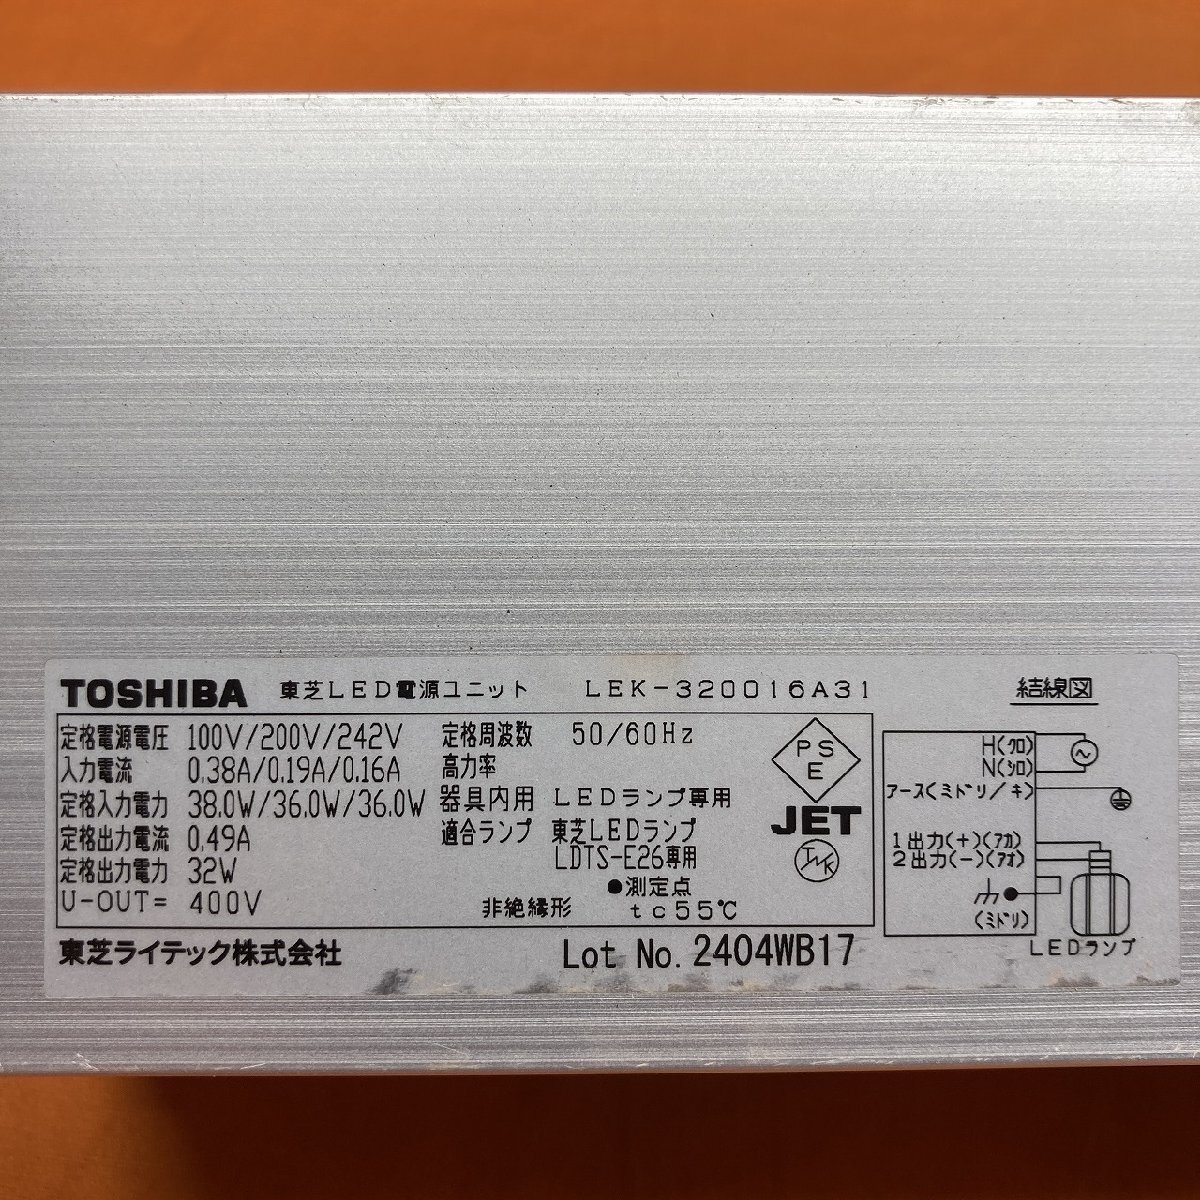 TOSHIBA 東芝LED電源ユニット LEK-320016A31 結線図
定格電源電圧 100V/200V/242V 定格周波数 50/60Hz
入力電流 0.38A/0.19A/0.16A 高力率
定格入力電力 38.0W/36.0W/36.0W 器具内用 LEDランプ専用
定格出力電流 0.49A 適合ランプ 東芝LEDランプ
LDTS-E26専用
定格出力電力 32W ●測定点
U-OUT= 400V 非絶縁形 tc55℃
PS
E
JET
H(ｸﾛ)
N(ｼﾛ)
アース(ミドリ/キ)
1出力(+)(ｱｶ)
2出力(-)(ｱｵ)
(ミドリ)
LEDランプ
東芝ライテック株式会社 Lot No. 2404WB17